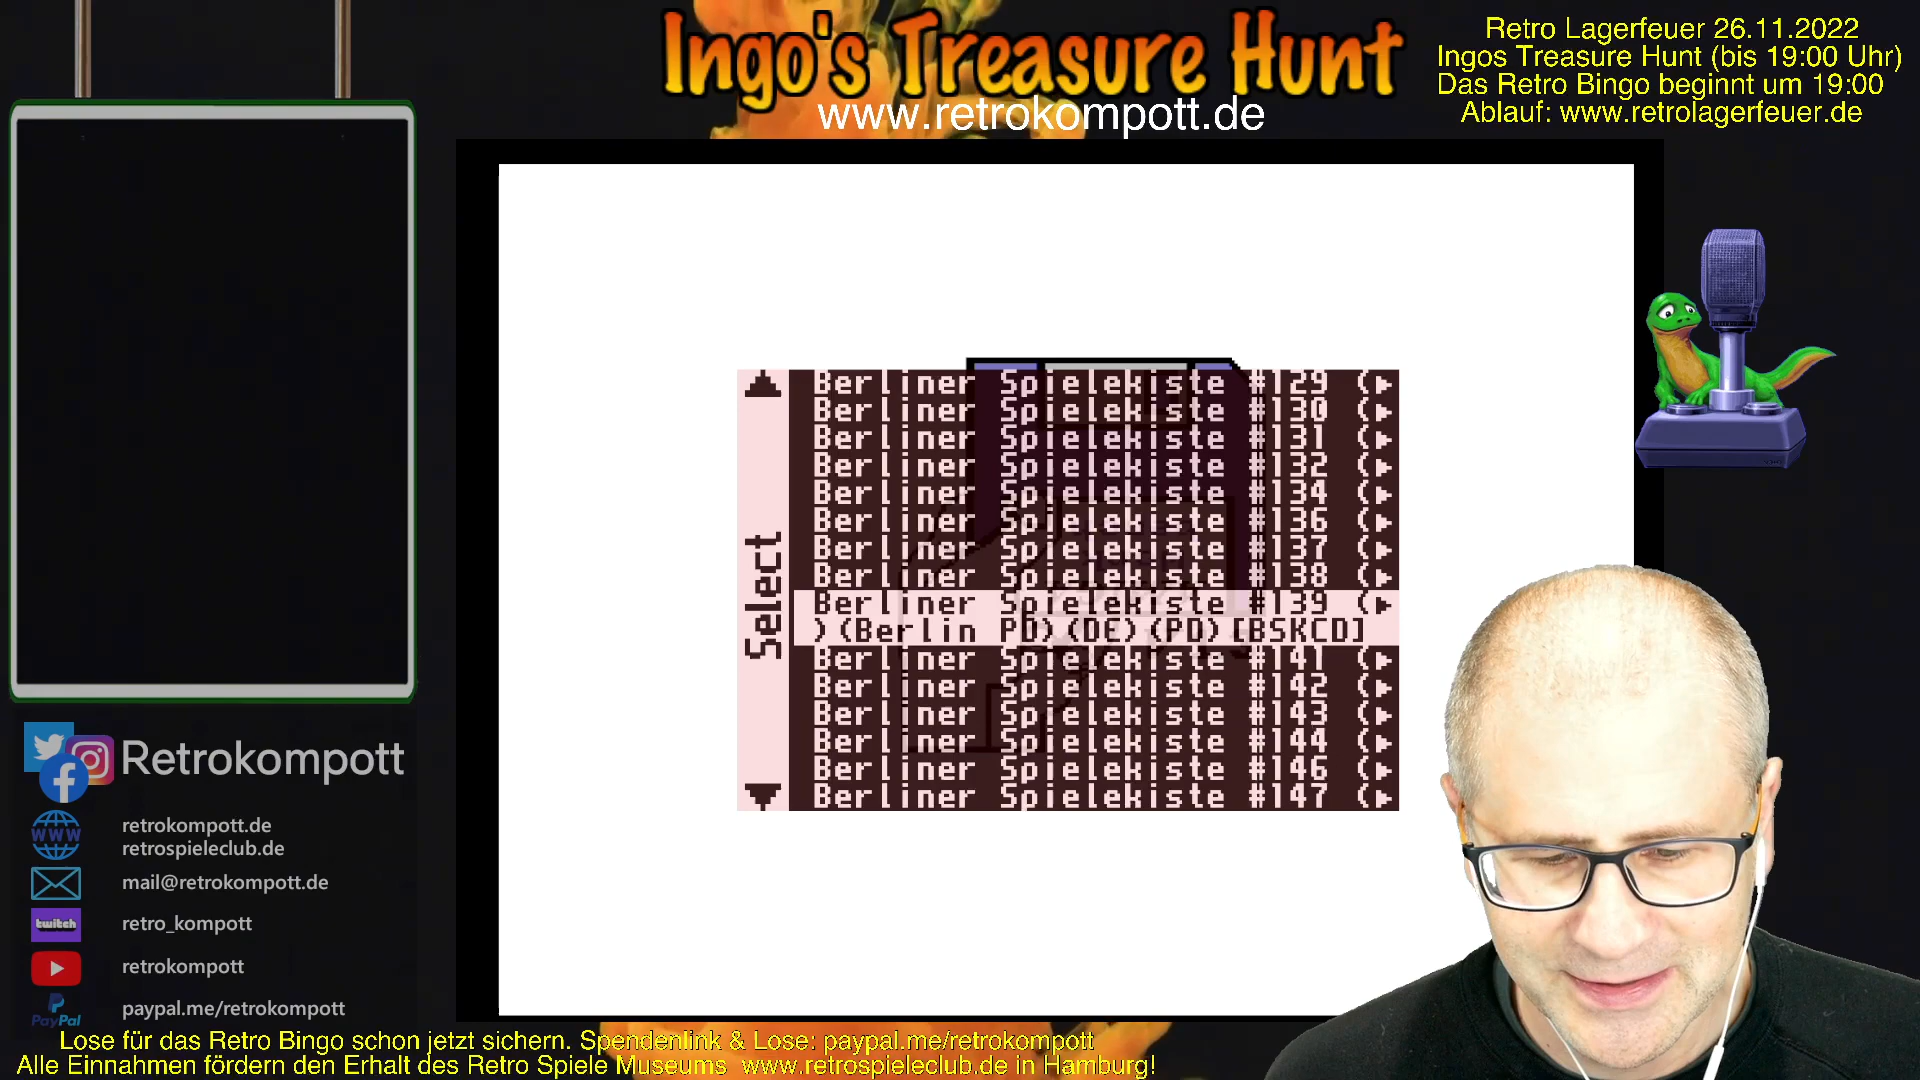 Ingo's Treasure Hunt
www.retrokompott.de
Retro Lagerfeuer 26.11.2022
Ingos Treasure Hunt (bis 19:00 Uhr)
Das Retro Bingo beginnt um 19:00
Ablauf: www.retrolagerfeuer.de
Select
Berliner Spielekiste #129 (
Berliner Spielekiste #130 (
Berliner Spielekiste #131 (
Berliner Spielekiste #132 (
Berliner Spielekiste #134 (
Berliner Spielekiste #136 (
Berliner Spielekiste #137 (
Berliner Spielekiste #138 (
Berliner Spielekiste #139 (
)(Berlin PD)(DE)(PD)[BSKCD]
Berliner Spielekiste #141 (
Berliner Spielekiste #142 (
Berliner Spielekiste #143 (
Berliner Spielekiste #144 (
Berliner Spielekiste #146 (
Berliner Spielekiste #147 (
Retrokompott
WWW
retrokompott.de
retrospieleclub.de
mail@retrokompott.de
twitch
retro_kompott
retrokompott
PayPal
paypal.me/retrokompott
Lose für das Retro Bingo schon jetzt sichern. Spendenlink & Lose: paypal.me/retrokompott
Alle Einnahmen fördern den Erhalt des Retro Spiele Museums www.retrospieleclub.de in Hamburg!